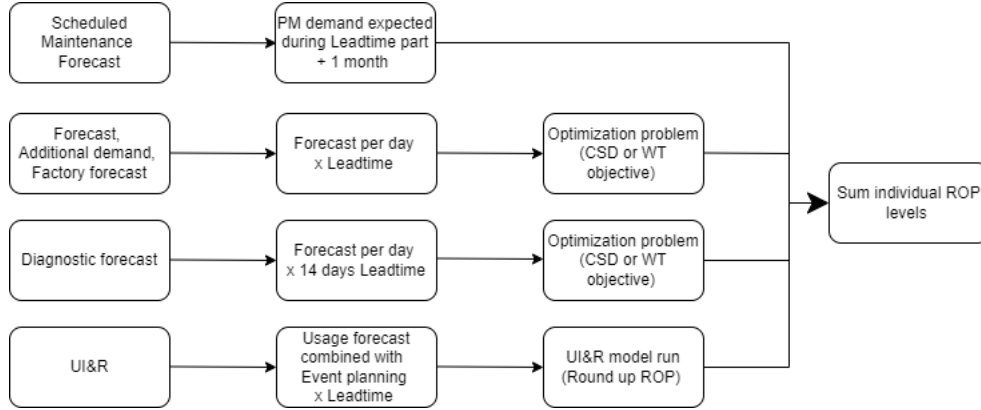 Scheduled
Maintenance
Forecast
PM demand expected
during Leadtime part
+ 1 month
Forecast,
Additional demand,
Factory forecast
Forecast per day
x Leadtime
Optimization problem
(CSD or WT
objective)
Sum individual ROP
levels
Diagnostic forecast
Forecast per day
x 14 days Leadtime
Optimization problem
(CSD or WT
objective)
UI&R
Usage forecast
combined with
Event planning
x Leadtime
UI&R model run
(Round up ROP)